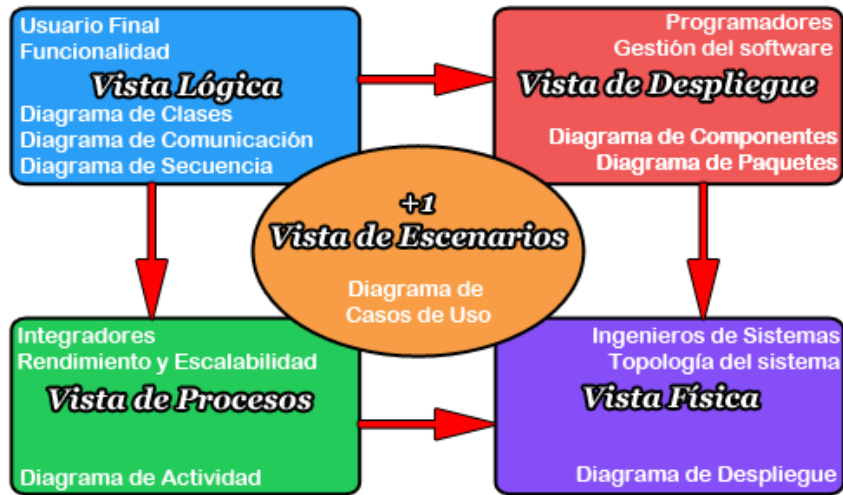 Usuario Final
Funcionalidad
Vista Lógica
Diagrama de Clases
Diagrama de Comunicación
Diagrama de Secuencia
Programadores
Gestión del software
Vista de Despliegue
Diagrama de Componentes
Diagrama de Paquetes
+1
Vista de Escenarios
Diagrama de
Casos de Uso
Integradores
Rendimiento y Escalabilidad
Vista de Procesos
Diagrama de Actividad
Ingenieros de Sistemas
Topología del sistema
Vista Física
Diagrama de Despliegue